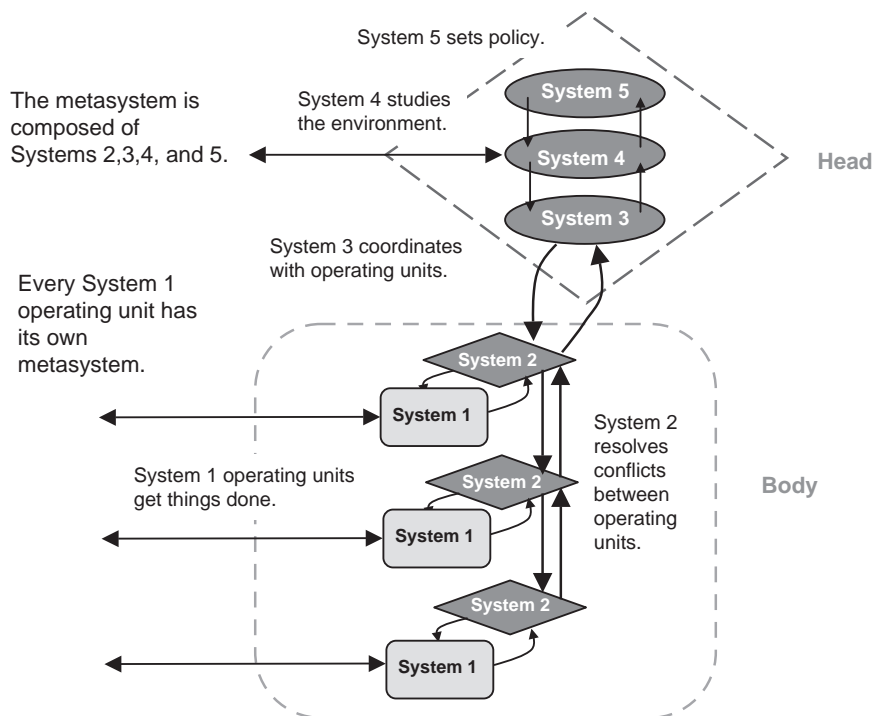 System 5 sets policy.
The metasystem is
composed of
Systems 2,3,4, and 5.
System 4 studies
the environment.
System 5
System 4
System 3
Head
System 3 coordinates
with operating units.
Every System 1
operating unit has
its own
metasystem.
System 2
System 1
System 2
resolves
conflicts
between
operating
units.
System 1 operating units
get things done.
System 2
System 1
Body
System 2
System 1